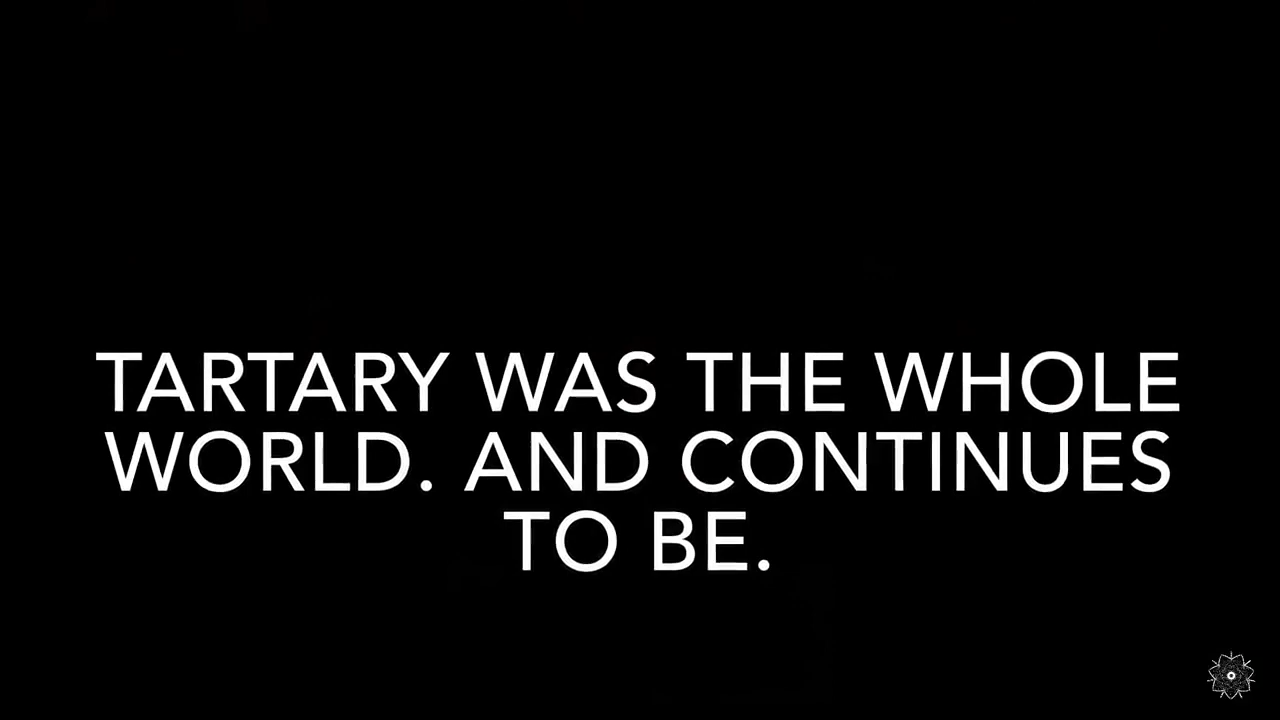 TARTARY WAS THE WHOLE
WORLD. AND CONTINUES
TO BE.